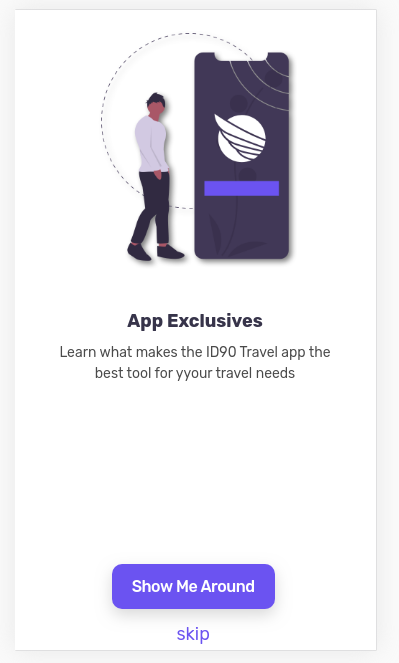 App Exclusives
Learn what makes the ID90 Travel app the
best tool for yyour travel needs
Show Me Around
skip